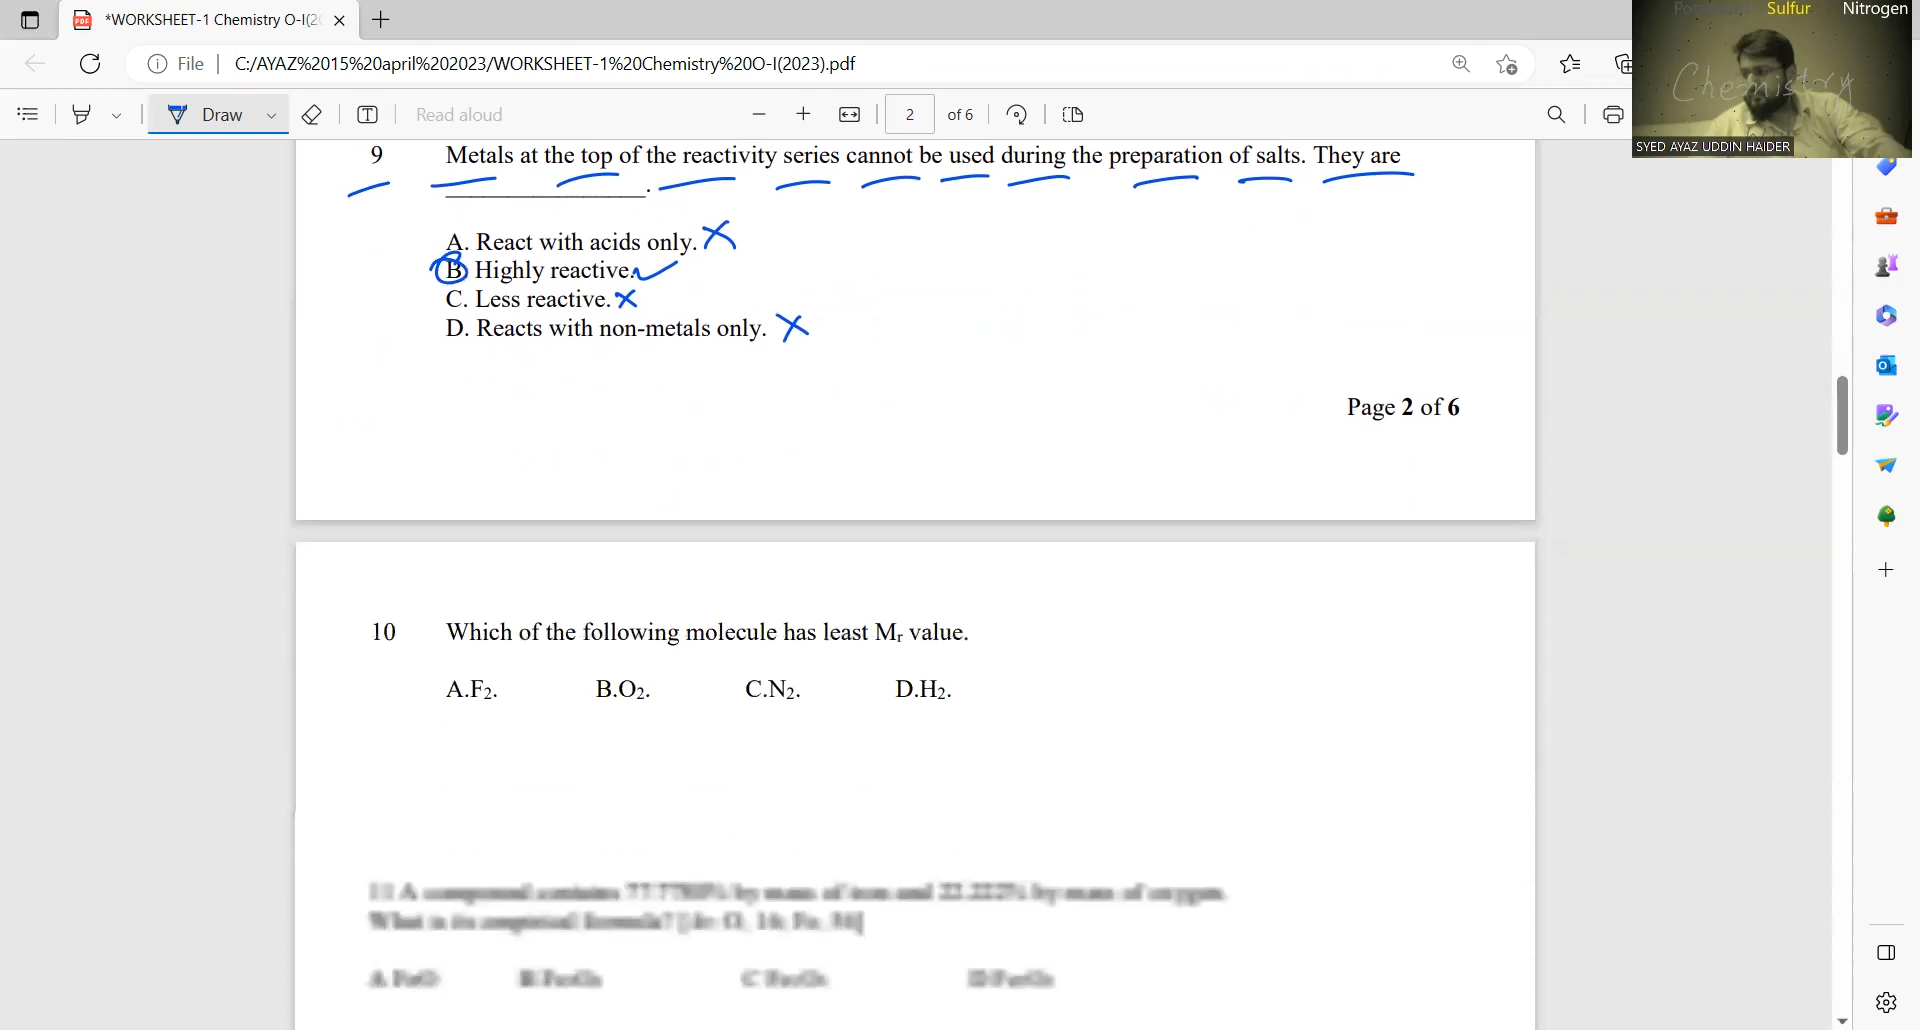 *WORKSHEET-1 Chemistry O-I(20
File
C:/AYAZ%2015%20april%202023/WORKSHEET-1%20Chemistry%20O-I(2023).pdf
Draw
Read aloud
2 of 6
Sulfur
Nitrogen
Chemistry
SYED AYAZ UDDIN HAIDER
9 Metals at the top of the reactivity series cannot be used during the preparation of salts. They are
________________.
A. React with acids only.
B. Highly reactive.
C. Less reactive.
D. Reacts with non-metals only.
Page 2 of 6
10 Which of the following molecule has least Mr value.
A.F2. B.O2. C.N2. D.H2.